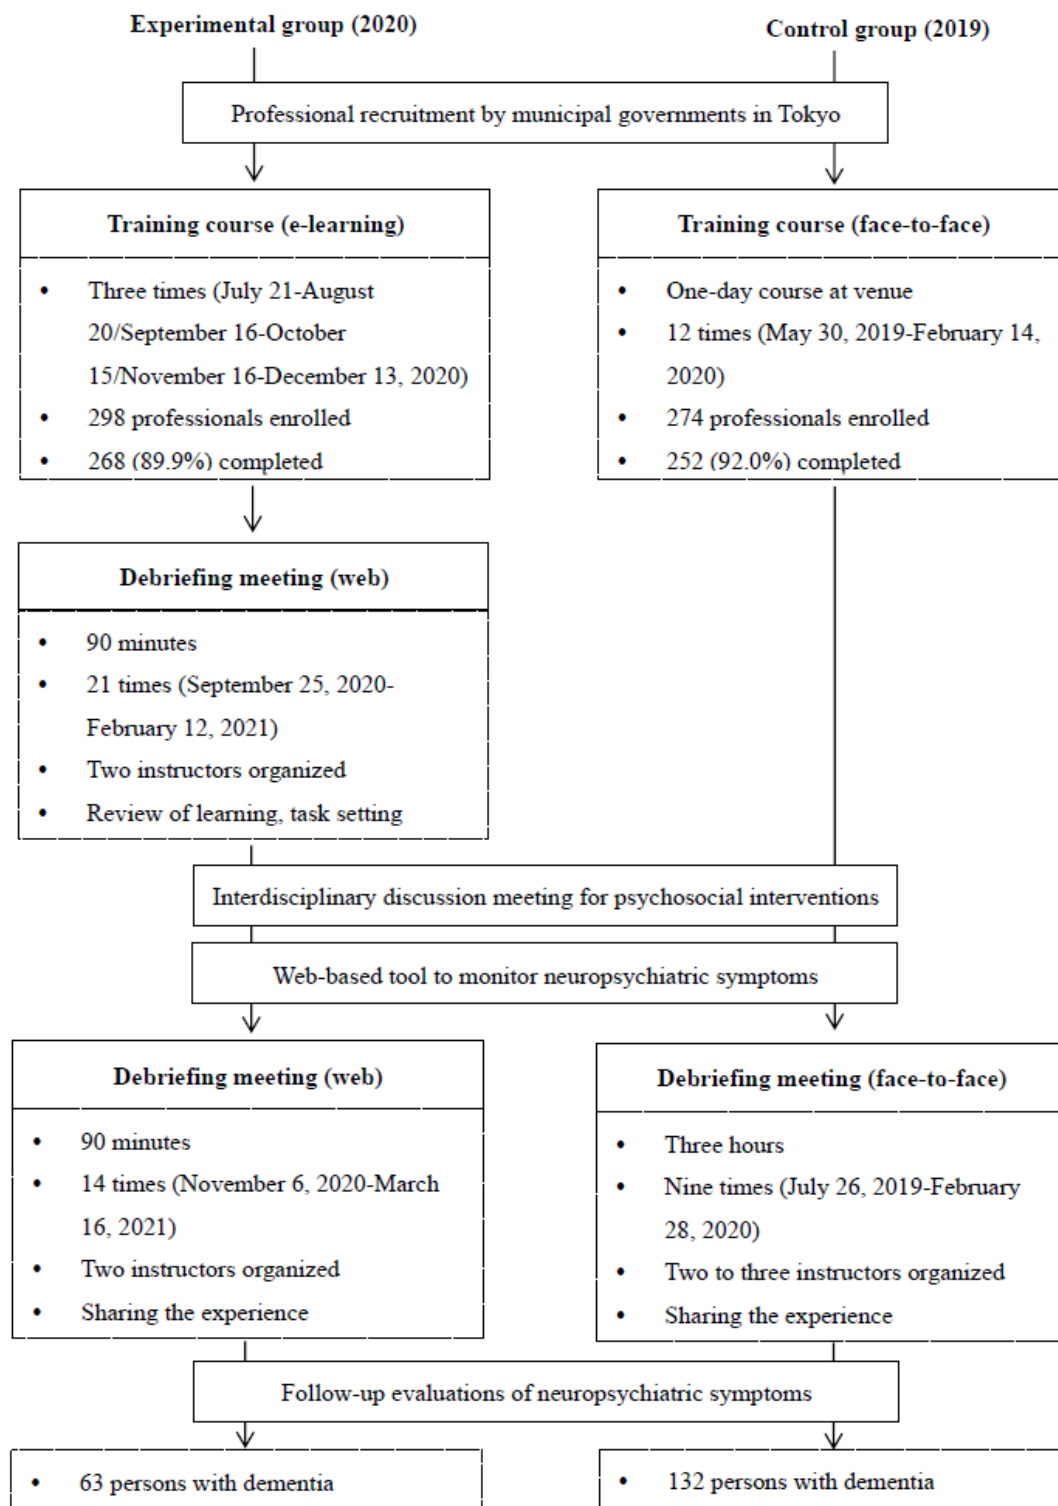 Experimental group (2020)
Control group (2019)
Professional recruitment by municipal governments in Tokyo
Training course (e-learning)
• Three times (July 21-August
20/September 16-October
15/November 16-December 13, 2020)
• 298 professionals enrolled
• 268 (89.9%) completed
Training course (face-to-face)
• One-day course at venue
• 12 times (May 30, 2019-February 14,
2020)
• 274 professionals enrolled
• 252 (92.0%) completed
Debriefing meeting (web)
• 90 minutes
• 21 times (September 25, 2020-
February 12, 2021)
• Two instructors organized
• Review of learning, task setting
Interdisciplinary discussion meeting for psychosocial interventions
Web-based tool to monitor neuropsychiatric symptoms
Debriefing meeting (web)
• 90 minutes
• 14 times (November 6, 2020-March
16, 2021)
• Two instructors organized
• Sharing the experience
Debriefing meeting (face-to-face)
• Three hours
• Nine times (July 26, 2019-February
28, 2020)
• Two to three instructors organized
• Sharing the experience
Follow-up evaluations of neuropsychiatric symptoms
• 63 persons with dementia
• 132 persons with dementia